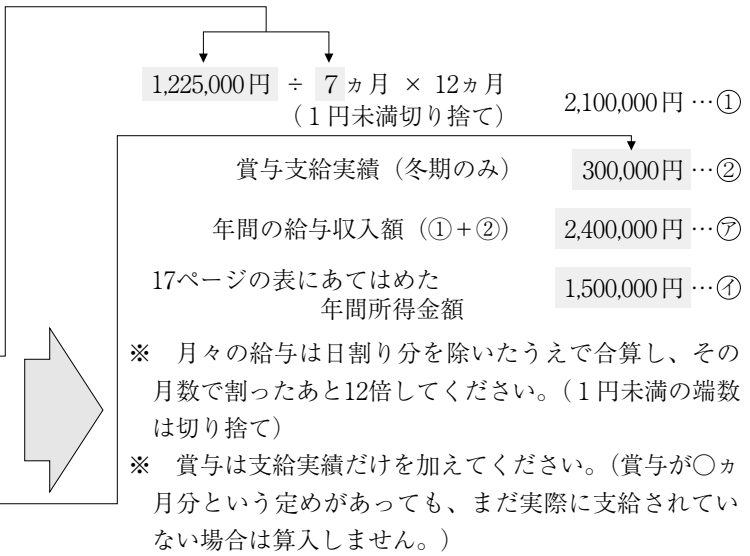 1,225,000円 ÷ 7ヵ月 × 12ヵ月
（１円未満切り捨て）
2,100,000円 …①
賞与支給実績（冬期のみ） 300,000円 …②
年間の給与収入額（①+②） 2,400,000円 …㋐
17ページの表にあてはめた
年間所得金額
1,500,000円 …㋑
※　月々の給与は日割り分を除いたうえで合算し、その
月数で割ったあと12倍してください。（１円未満の端数
は切り捨て）
※　賞与は支給実績だけを加えてください。（賞与が○ヵ
月分という定めがあっても、まだ実際に支給されてい
ない場合は算入しません。）